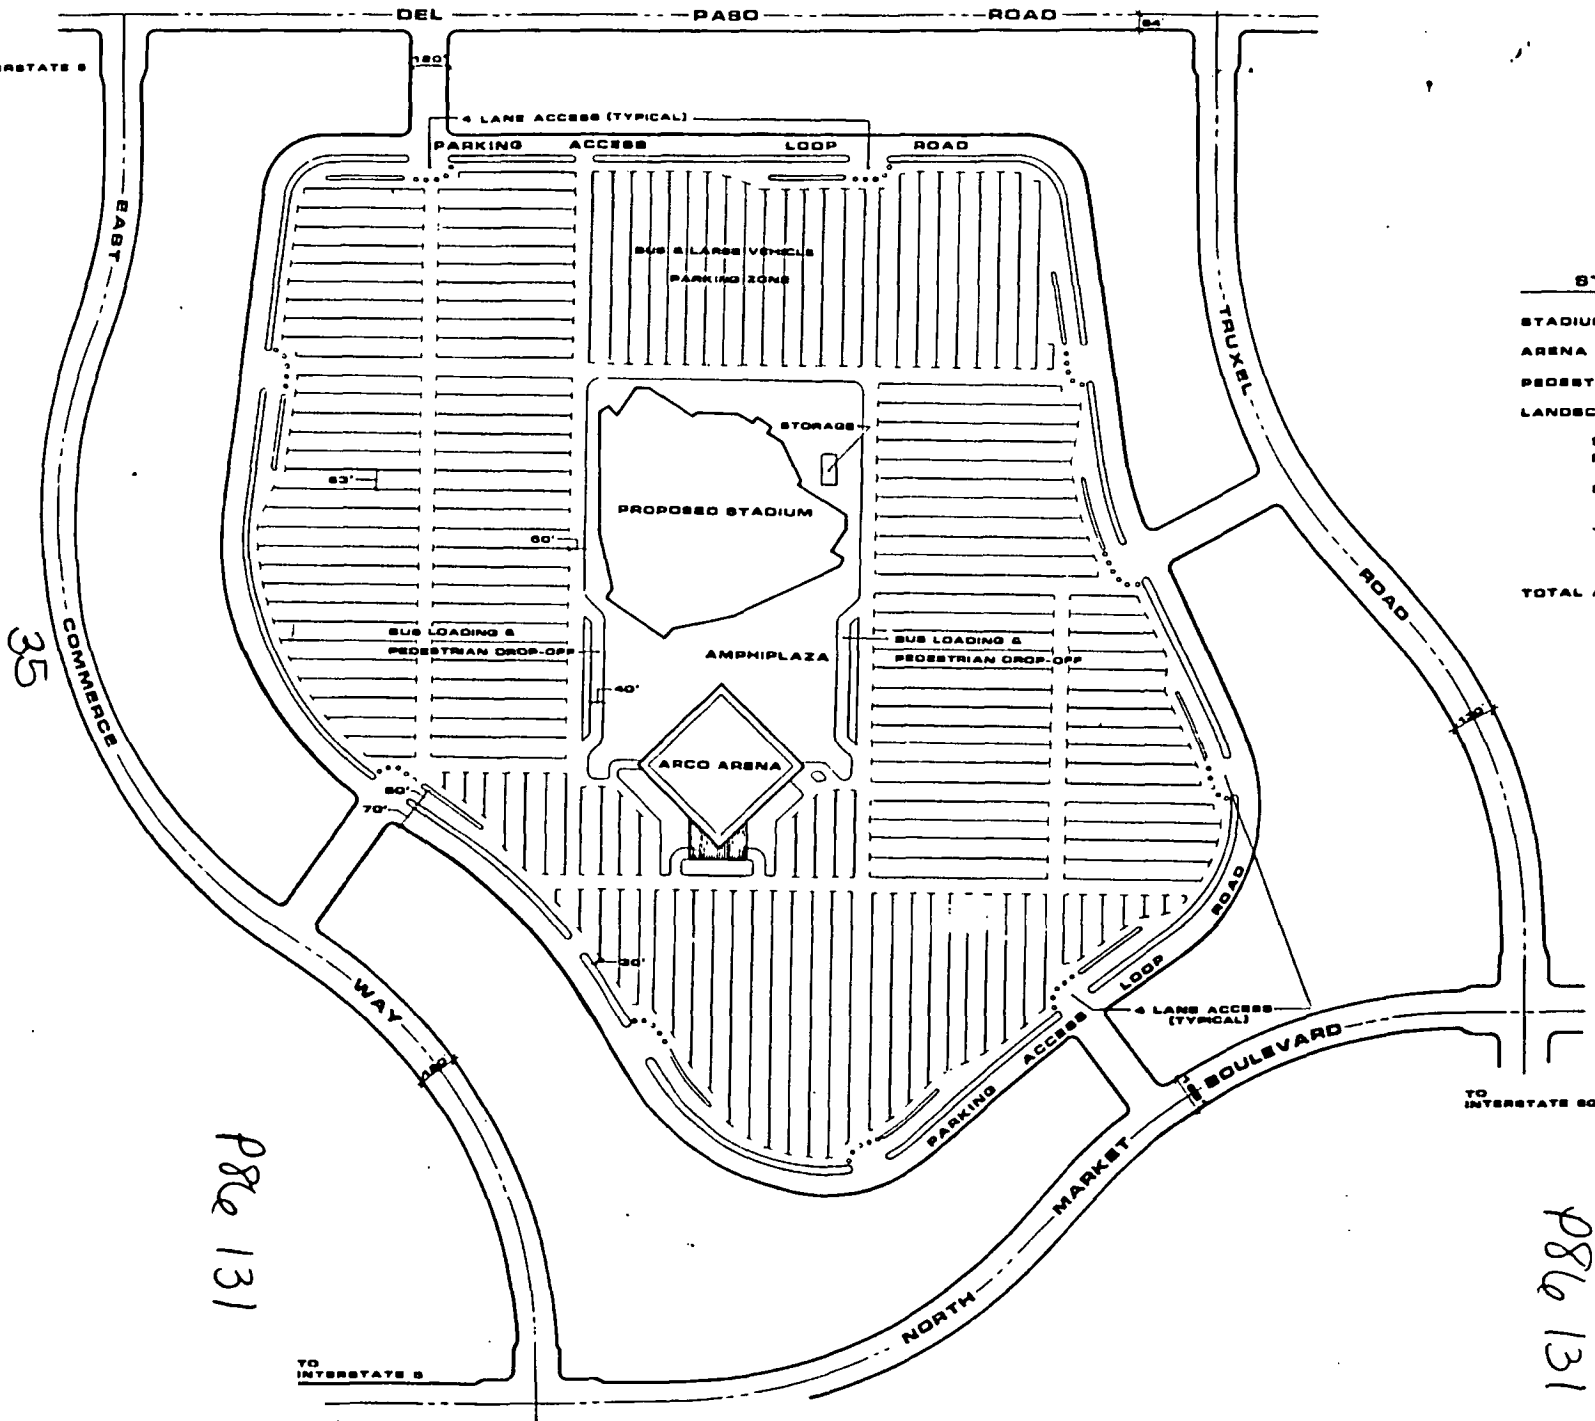 DEL PASO ROAD
84
120'
4 LANE ACCESS (TYPICAL)
PARKING ACCESS LOOP ROAD
EAST
BUS & LARGE VEHICLE
PARKING ZONE
TRUXEL
STADIUM
ARENA
STORAGE
63'
PROPOSED STADIUM
60'
ROAD
TOTAL
COMMERCE
35
BUS LOADING &
PEDESTRIAN DROP-OFF
AMPHIPLAZA
BUS LOADING &
PEDESTRIAN DROP-OFF
40'
ARCO ARENA
60'
70'
30'
WAY
ROAD
LOOP
ACCESS
PARKING
4 LANE ACCESS
(TYPICAL)
BOULEVARD
MARKET
NORTH
TO
INTERSTATE 80
P86 131
P86 131
TO
INTERSTATE 5